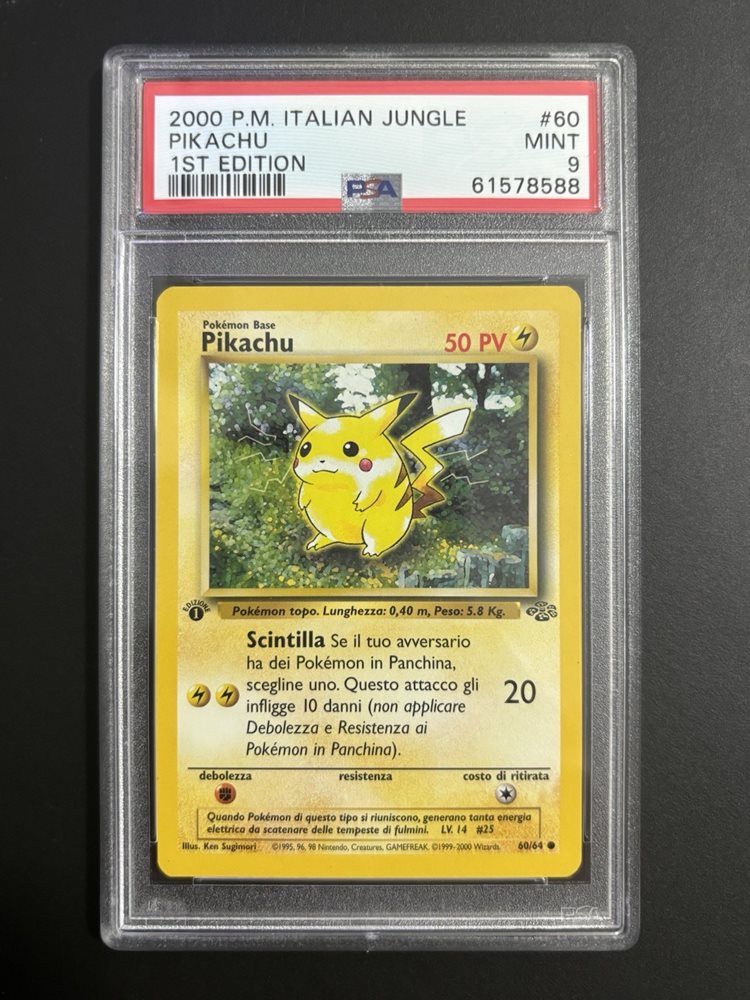 2000 P.M. ITALIAN JUNGLE #60
PIKACHU MINT
1ST EDITION 9
PSA 61578588
Pokémon Base
Pikachu 50 PV
EDIZIONE 1
Pokémon topo. Lunghezza: 0,40 m, Peso: 5.8 Kg.
Scintilla Se il tuo avversario
ha dei Pokémon in Panchina,
scegline uno. Questo attacco gli
infligge 10 danni (non applicare
Debolezza e Resistenza ai
Pokémon in Panchina).
20
debolezza resistenza costo di ritirata
Quando Pokémon di questo tipo si riuniscono, generano tanta energia
elettrica da scatenare delle tempeste di fulmini. LV. 14 #25
Illus. Ken Sugimori ©1995, 96, 98 Nintendo, Creatures, GAMEFREAK. ©1999-2000 Wizards. 60/64
PSA